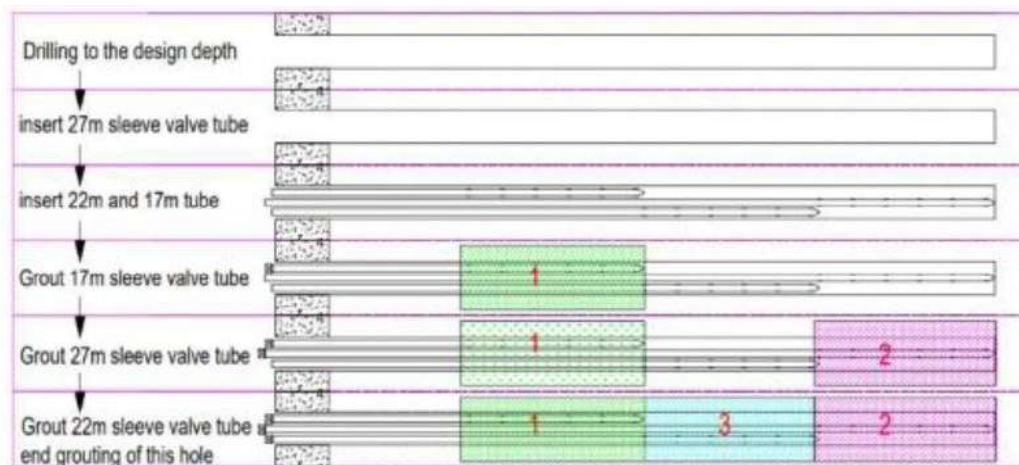 Drilling to the design depth
insert 27m sleeve valve tube
insert 22m and 17m tube
Grout 17m sleeve valve tube
1
Grout 27m sleeve valve tube
1
2
Grout 22m sleeve valve tube
end grouting of this hole
1
3
2